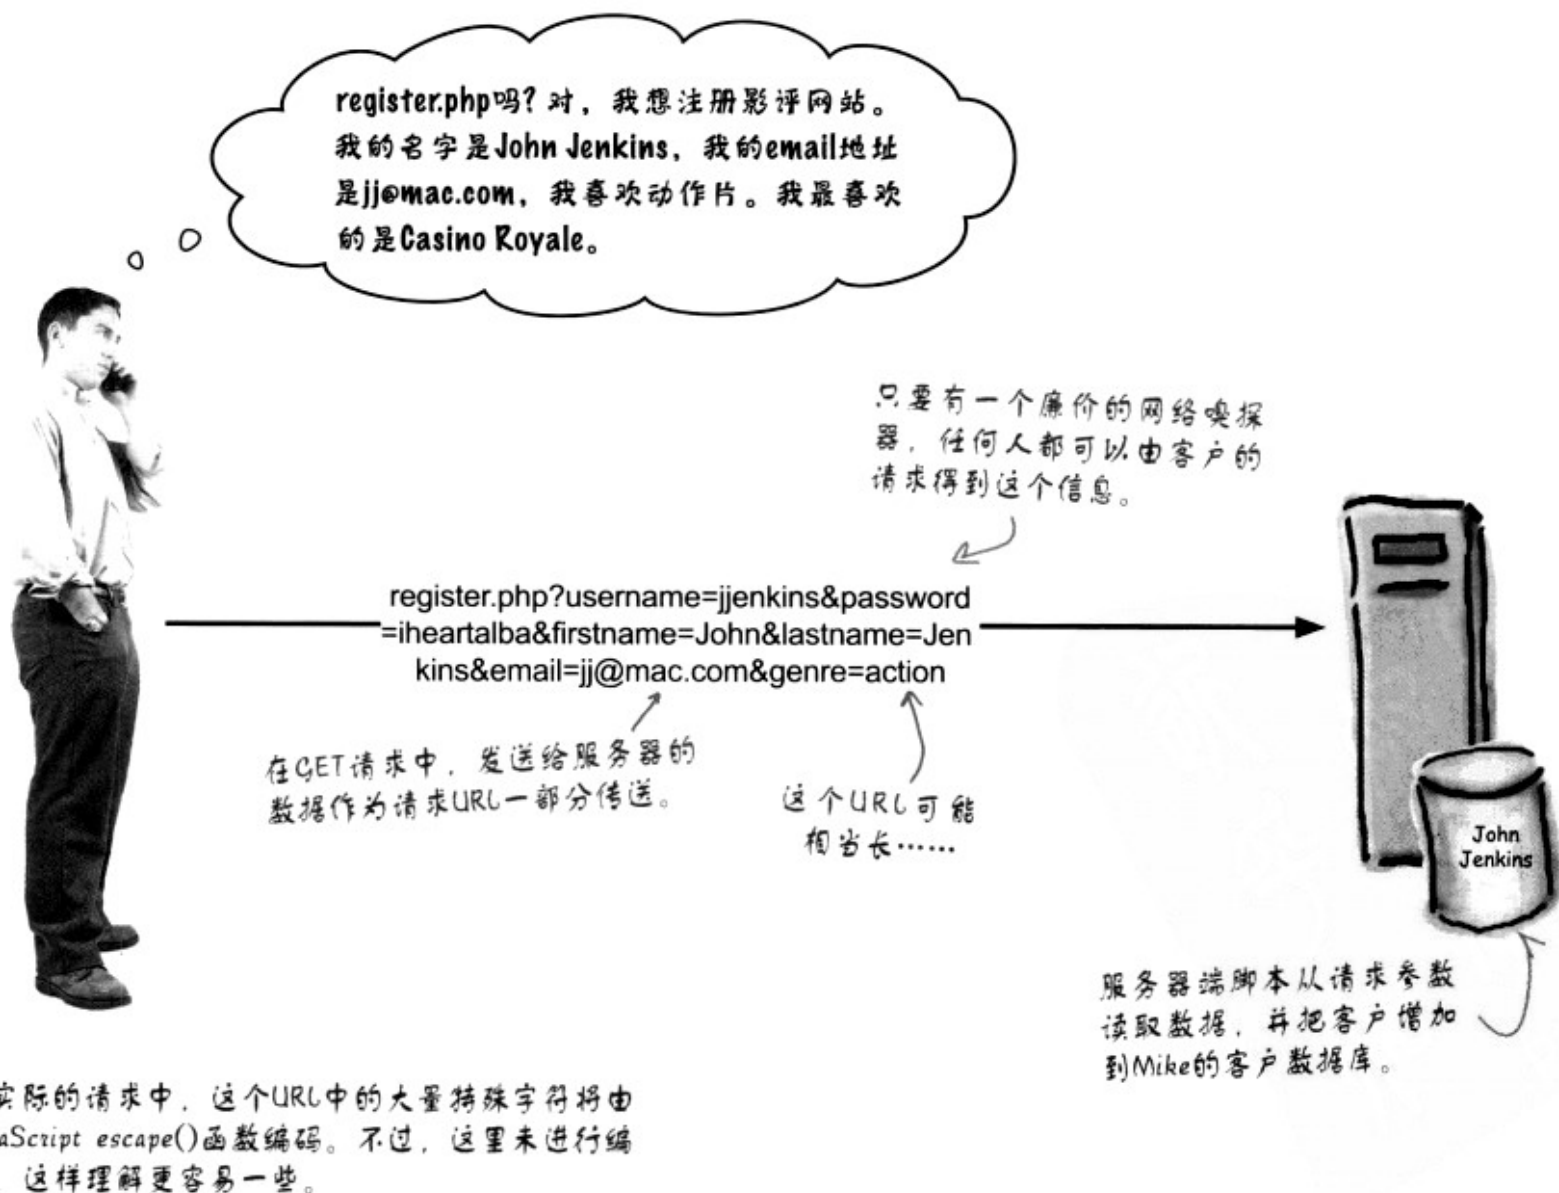 register.php吗？对，我想注册影评网站。
我的名字是John Jenkins，我的email地址
是jj@mac.com，我喜欢动作片。我最喜欢
的是Casino Royale。
只要有一个廉价的网络嗅探
器，任何人都可以由客户的
请求得到这个信息。
register.php?username=jjenkins&password
=iheartalba&firstname=John&lastname=Jen
kins&email=jj@mac.com&genre=action
在GET请求中，发送给服务器的
数据作为请求URL一部分传送。
这个URL可能
相当长……
John
Jenkins
服务器端脚本从请求参数
读取数据，并把客户增加
到Mike的客户数据库。
实际的请求中，这个URL中的大量特殊字符将由
aScript escape()函数编码。不过，这里未进行编
，这样理解更容易一些。